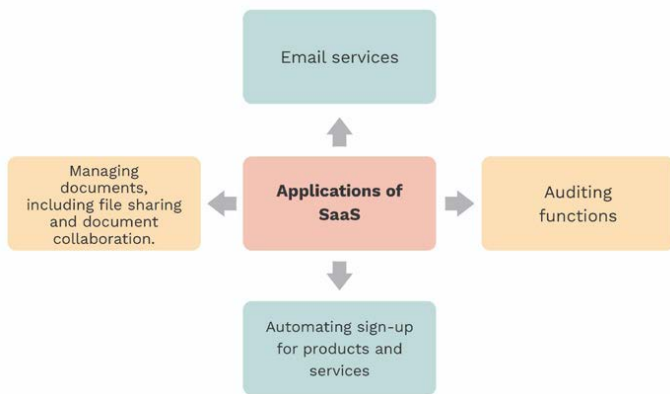 Email services
Managing
documents,
including file sharing
and document
collaboration.
Applications of
SaaS
Auditing
functions
Automating sign-up
for products and
services